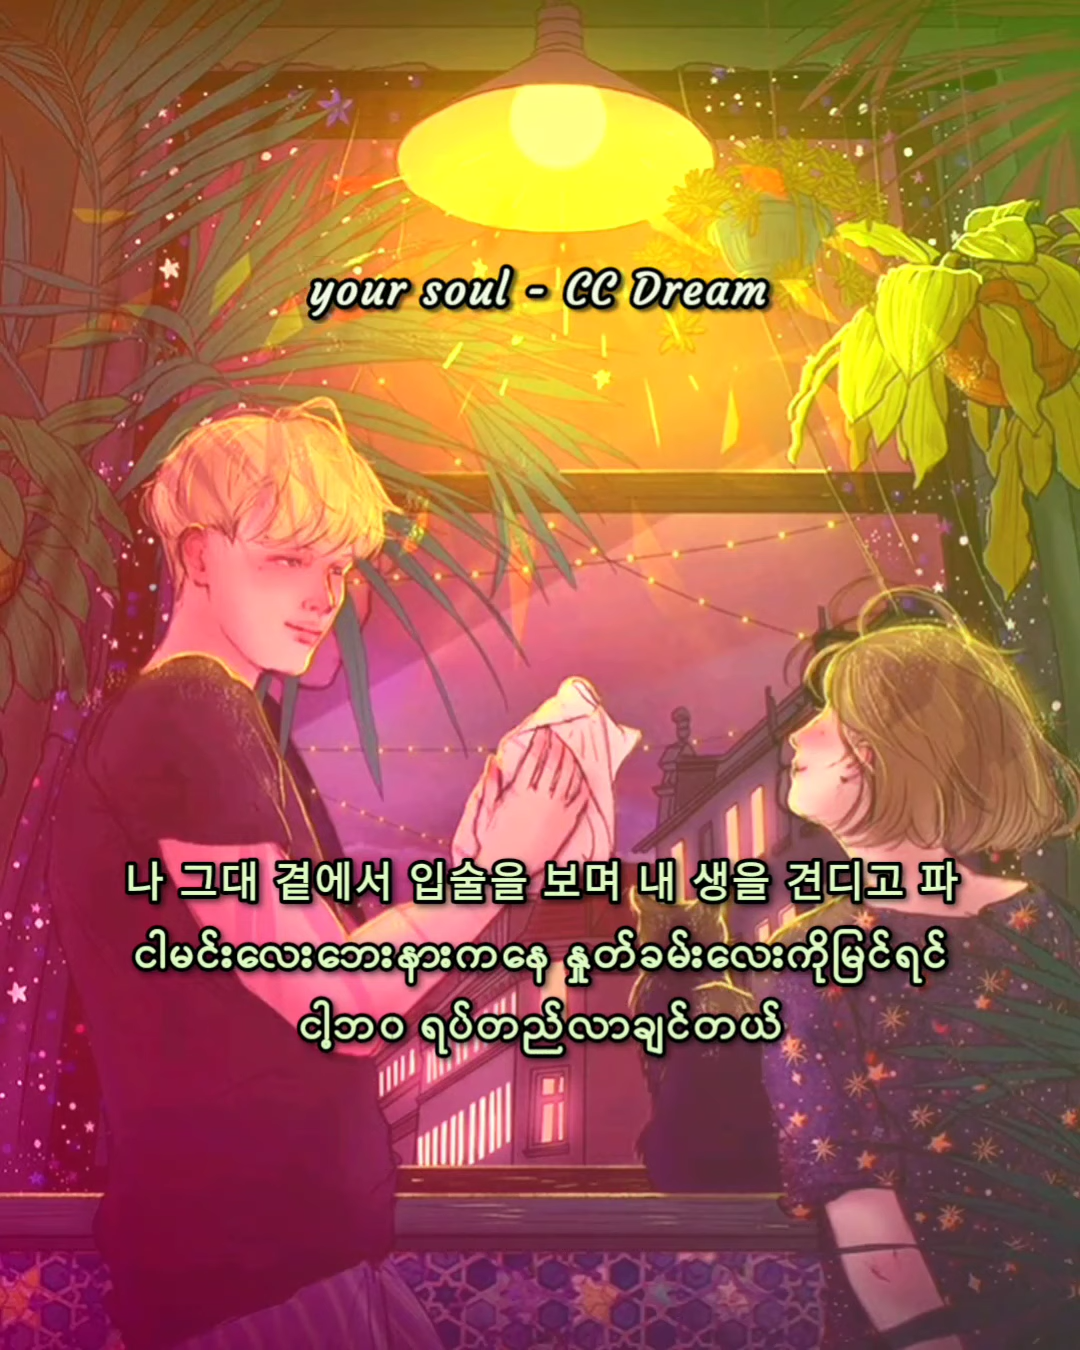 your soul - CC Dream
나 그대 곁에서 입술을 보며 내 생을 견디고 파
ငါမင်းလေးဘေးနားကနေ နှုတ်ခမ်းလေးကိုမြင်ရင်
ငါ့ဘဝ ရပ်တည်လာချင်တယ်